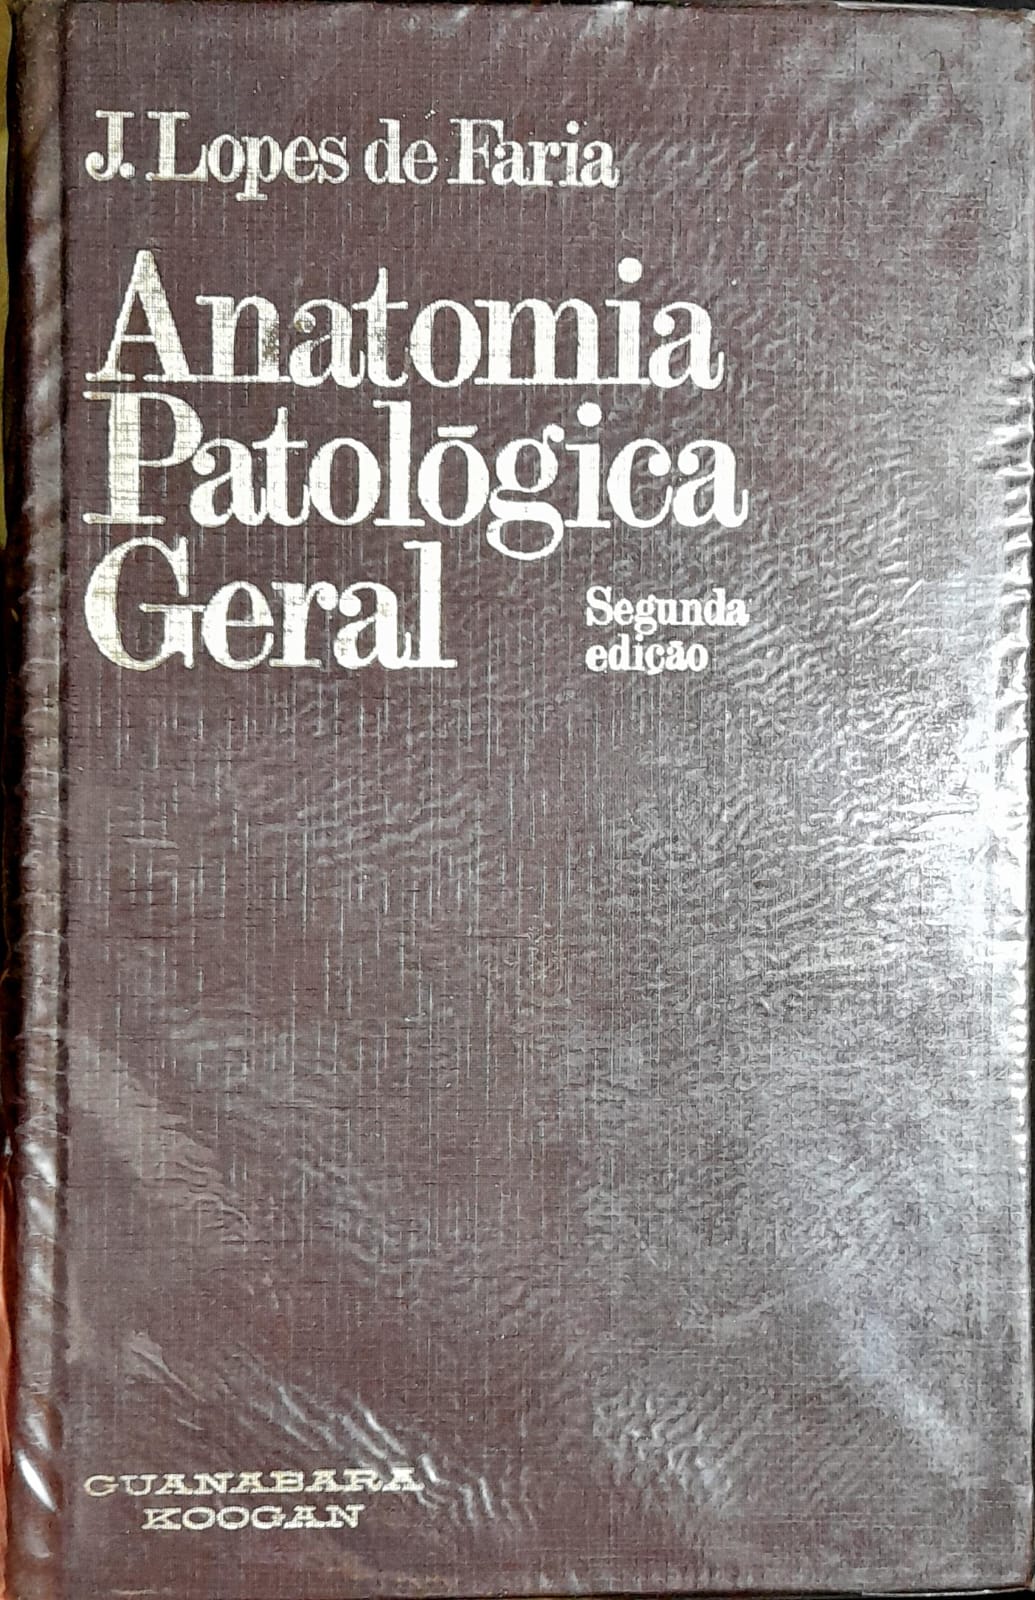 J. Lopes de Faria
Anatomia
Patológica
Geral
Segunda
edição
GUANABARA
KOOGAN